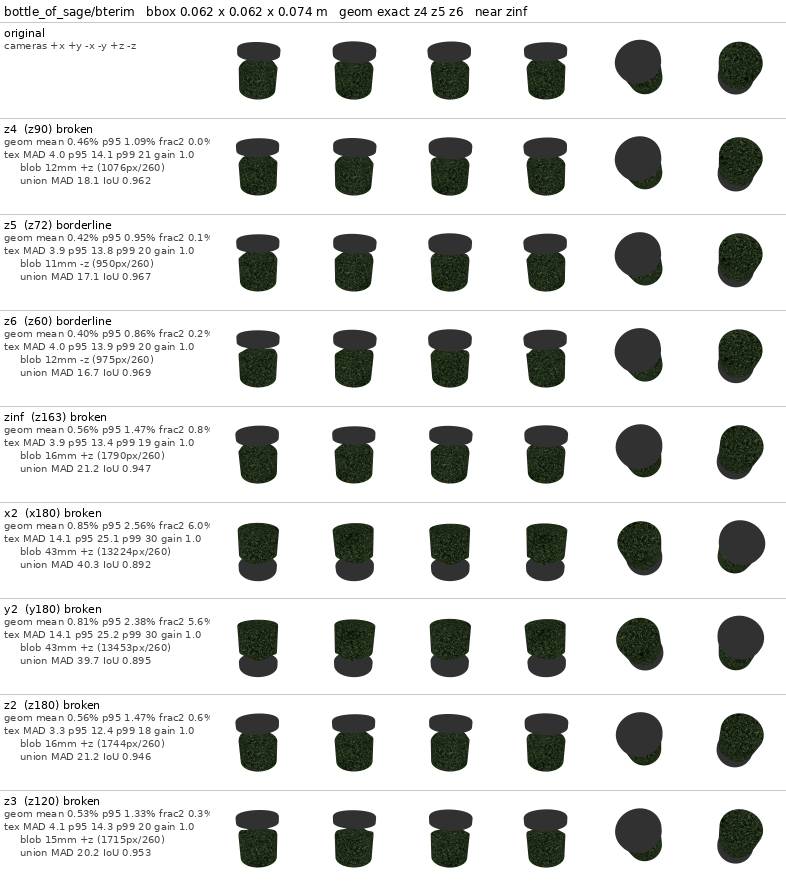 bottle_of_sage/bterim   bbox 0.062 x 0.062 x 0.074 m   geom exact z4 z5 z6   near zinf
original
cameras +x +y -x -y +z -z
z4  (z90) broken
geom mean 0.46% p95 1.09% frac2 0.0%
tex MAD 4.0 p95 14.1 p99 21 gain 1.0
blob 12mm +z (1076px/260)
union MAD 18.1 IoU 0.962
z5  (z72) borderline
geom mean 0.42% p95 0.95% frac2 0.1%
tex MAD 3.9 p95 13.8 p99 20 gain 1.0
blob 11mm -z (950px/260)
union MAD 17.1 IoU 0.967
z6  (z60) borderline
geom mean 0.40% p95 0.86% frac2 0.2%
tex MAD 4.0 p95 13.9 p99 20 gain 1.0
blob 12mm -z (975px/260)
union MAD 16.7 IoU 0.969
zinf  (z163) broken
geom mean 0.56% p95 1.47% frac2 0.8%
tex MAD 3.9 p95 13.4 p99 19 gain 1.0
blob 16mm +z (1790px/260)
union MAD 21.2 IoU 0.947
x2  (x180) broken
geom mean 0.85% p95 2.56% frac2 6.0%
tex MAD 14.1 p95 25.1 p99 30 gain 1.0
blob 43mm +z (13224px/260)
union MAD 40.3 IoU 0.892
y2  (y180) broken
geom mean 0.81% p95 2.38% frac2 5.6%
tex MAD 14.1 p95 25.2 p99 30 gain 1.0
blob 43mm +z (13453px/260)
union MAD 39.7 IoU 0.895
z2  (z180) broken
geom mean 0.56% p95 1.47% frac2 0.6%
tex MAD 3.3 p95 12.4 p99 18 gain 1.0
blob 16mm +z (1744px/260)
union MAD 21.2 IoU 0.946
z3  (z120) broken
geom mean 0.53% p95 1.33% frac2 0.3%
tex MAD 4.1 p95 14.3 p99 20 gain 1.0
blob 15mm +z (1715px/260)
union MAD 20.2 IoU 0.953